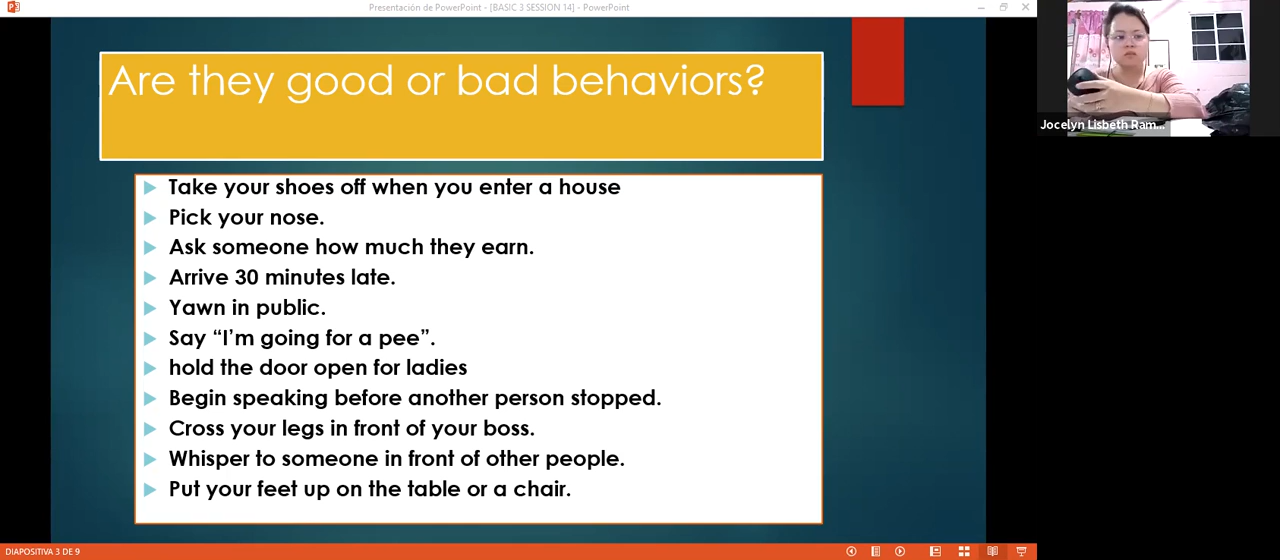 Presentación de PowerPoint - [BASIC 3 SESSION 14] - PowerPoint
Are they good or bad behaviors?
Take your shoes off when you enter a house
Pick your nose.
Ask someone how much they earn.
Arrive 30 minutes late.
Yawn in public.
Say “I’m going for a pee”.
hold the door open for ladies
Begin speaking before another person stopped.
Cross your legs in front of your boss.
Whisper to someone in front of other people.
Put your feet up on the table or a chair.
Jocelyn Lisbeth Ram...
DIAPOSITIVA 3 DE 9